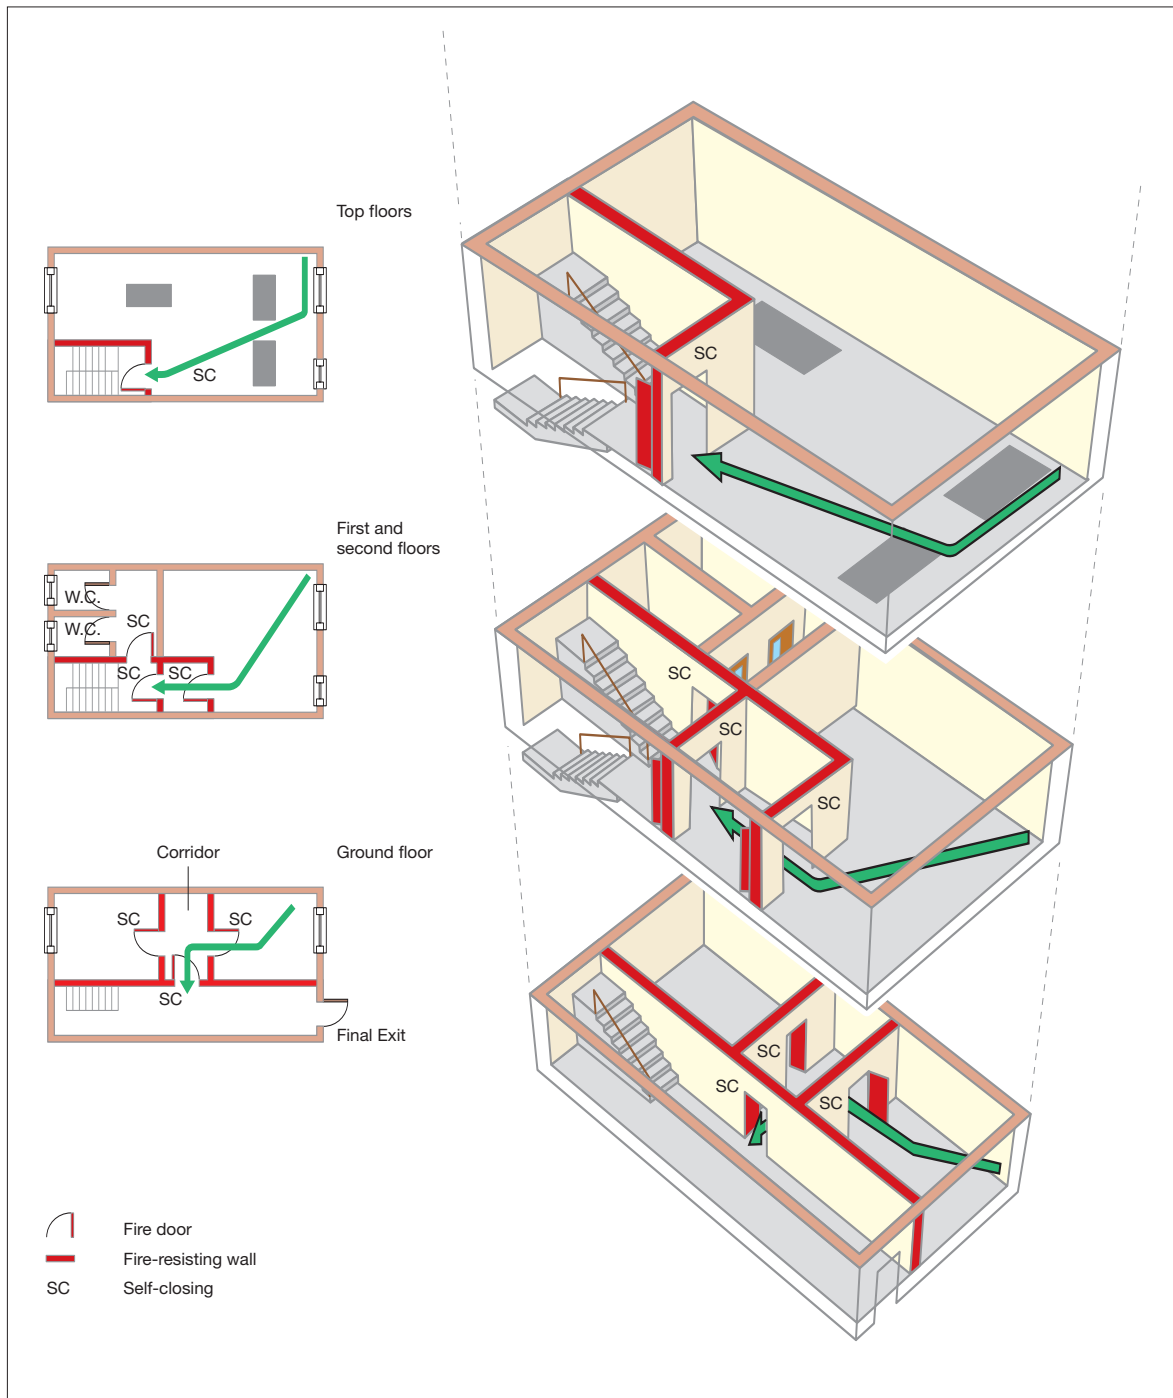 Top floors
SC
SC
First and
second floors
W.C.
W.C.
SC
SC
SC
SC
SC
SC
Corridor
Ground floor
SC
SC
SC
Final Exit
SC
SC
SC
Fire door
Fire-resisting wall
SC
Self-closing